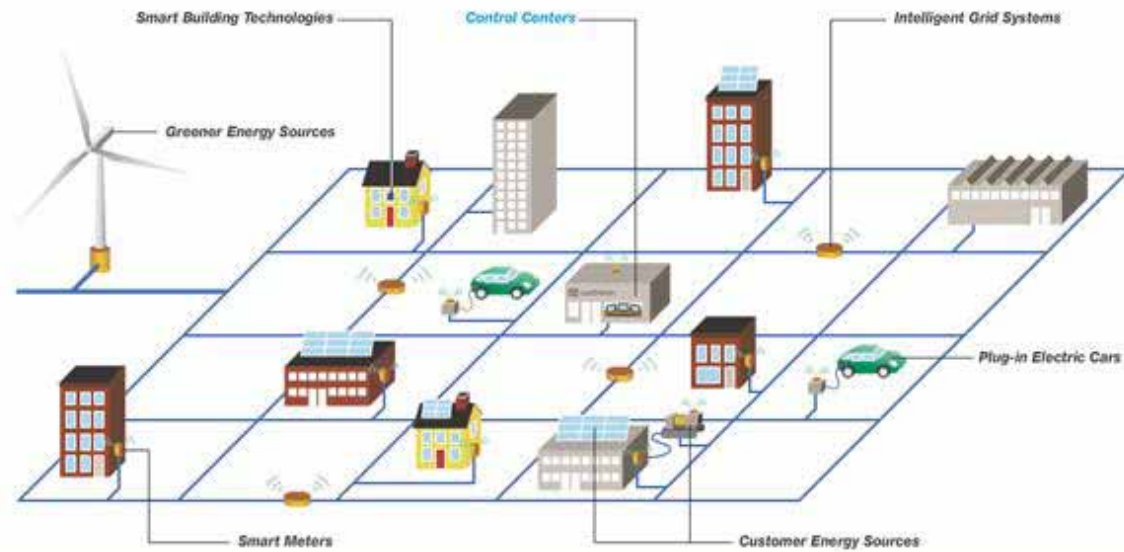 Smart Building Technologies
Control Centers
Intelligent Grid Systems
Greener Energy Sources
Plug-in Electric Cars
Smart Meters
Customer Energy Sources